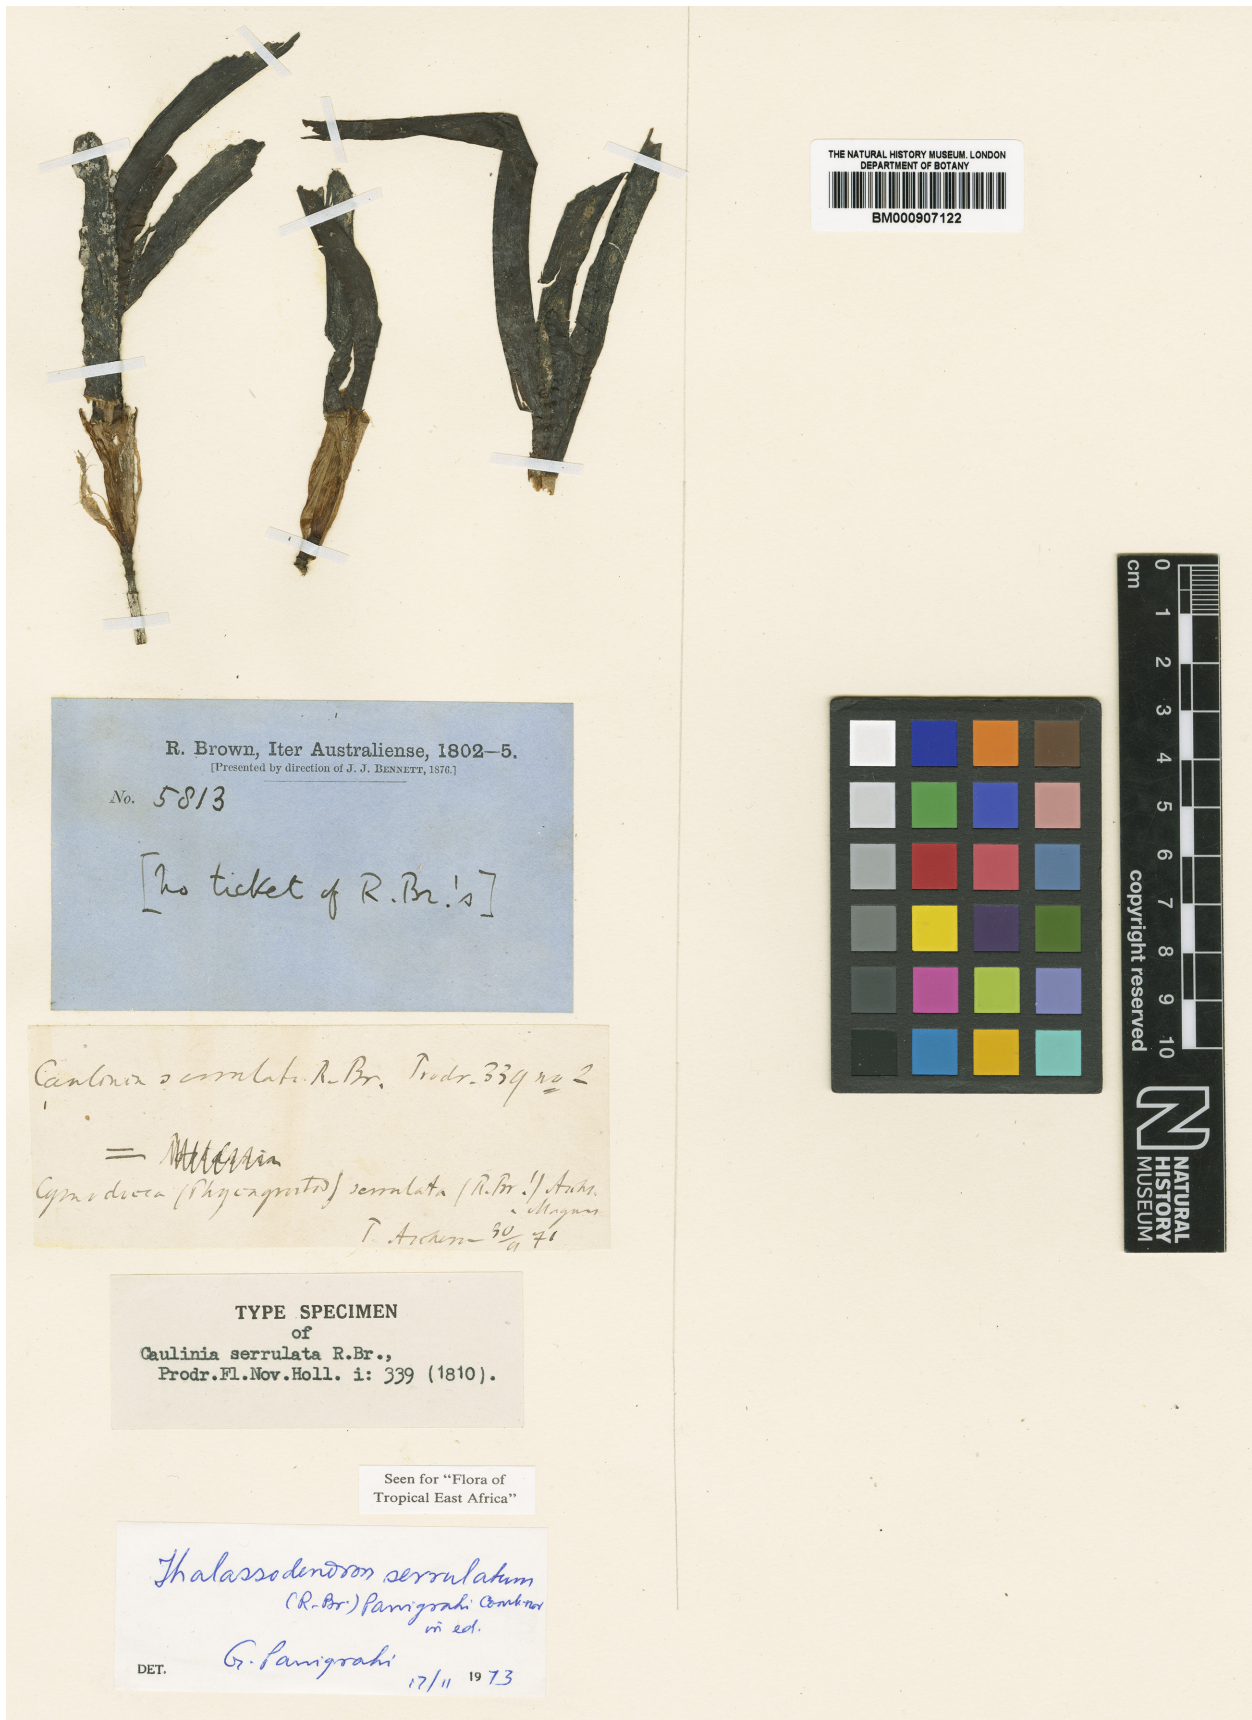 THE NATURAL HISTORY MUSEUM. LONDON
DEPARTMENT OF BOTANY
BM000907122
cm
0
1
2
3
4
5
6
7
8
9
10
copyright reserved
NATURAL
HISTORY
MUSEUM
R. Brown, Iter Australiense, 1802–5.
[Presented by direction of J. J. BENNETT, 1876.]
No. 5813
[No ticket of R. Br.!'s]
Caulinia serrulata R. Br. Prodr. 339 no 2
=
Cymodocea (Phycagrostis) serrulata (R. Br.!) Aschs.
Magnus
Ascherson 30
TYPE SPECIMEN
of
Caulinia serrulata R.Br.,
Prodr.Fl.Nov.Holl. i: 339 (1810).
Seen for “Flora of
Tropical East Africa”
Thalassodendron serrulatum
(R. Br.) Panigrahi Comb. nov
in ed.
DET. G. Panigrahi
17/11 1973